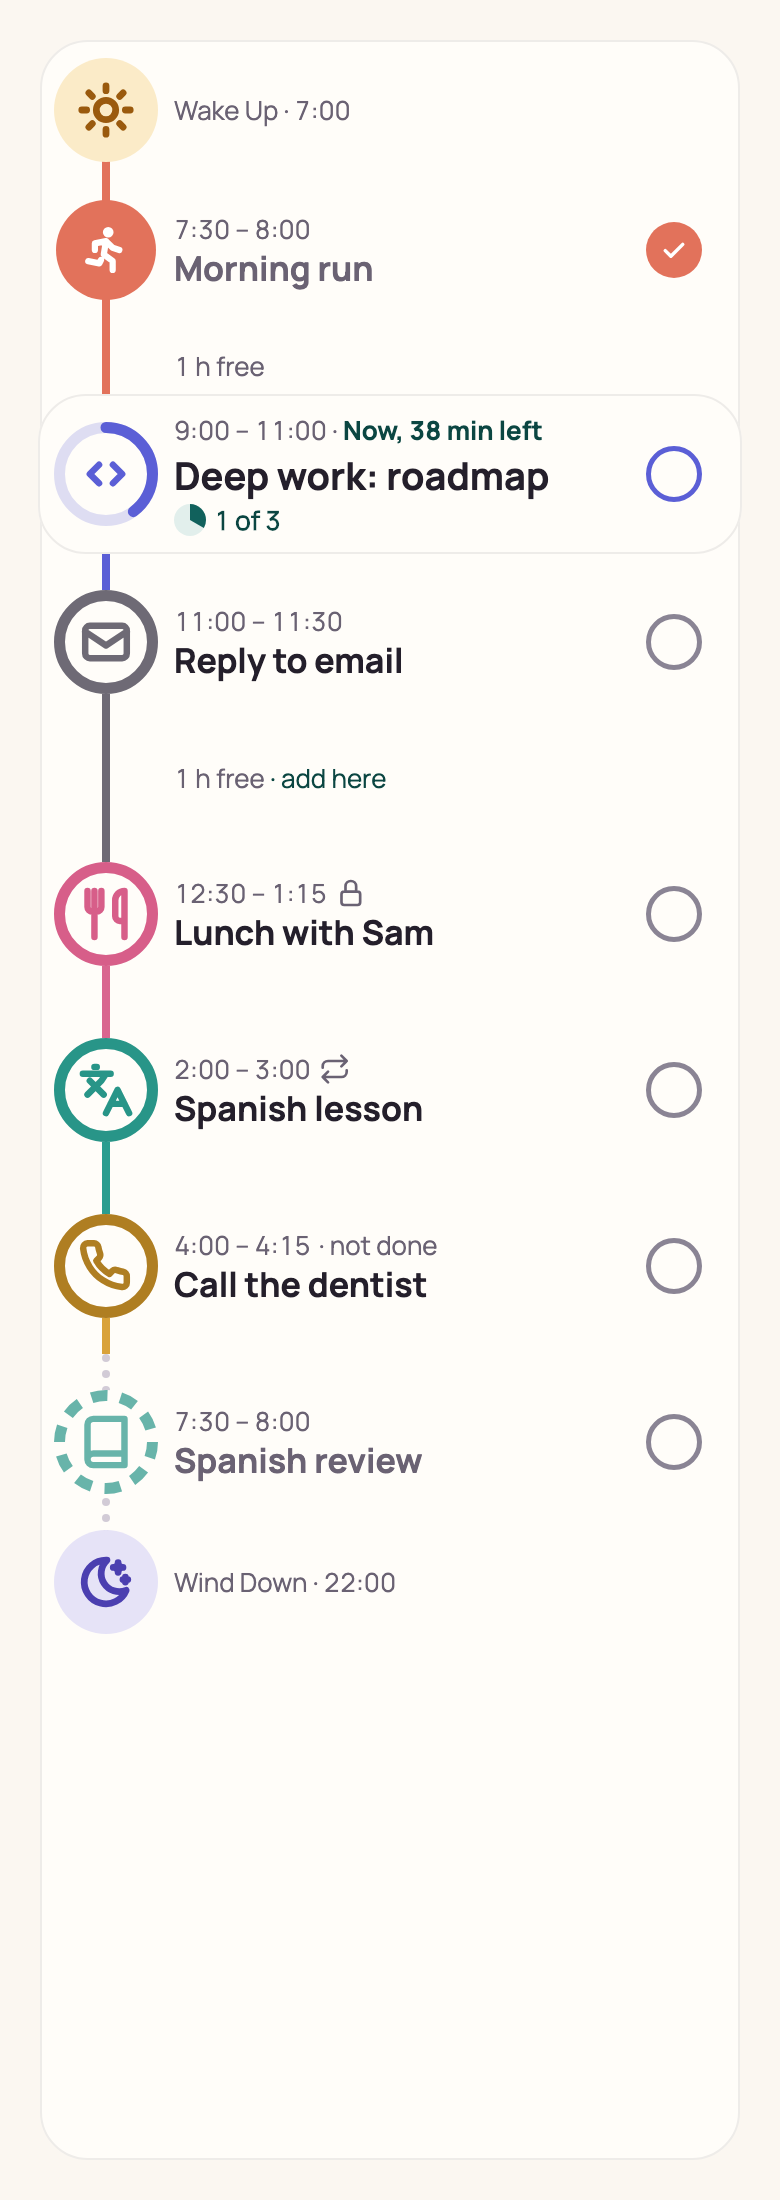 Wake Up · 7:00
7:30 – 8:00
Morning run
1 h free
9:00 – 11:00 · Now, 38 min left
Deep work: roadmap
1 of 3
11:00 – 11:30
Reply to email
1 h free · add here
12:30 – 1:15
Lunch with Sam
2:00 – 3:00
Spanish lesson
4:00 – 4:15 · not done
Call the dentist
7:30 – 8:00
Spanish review
Wind Down · 22:00